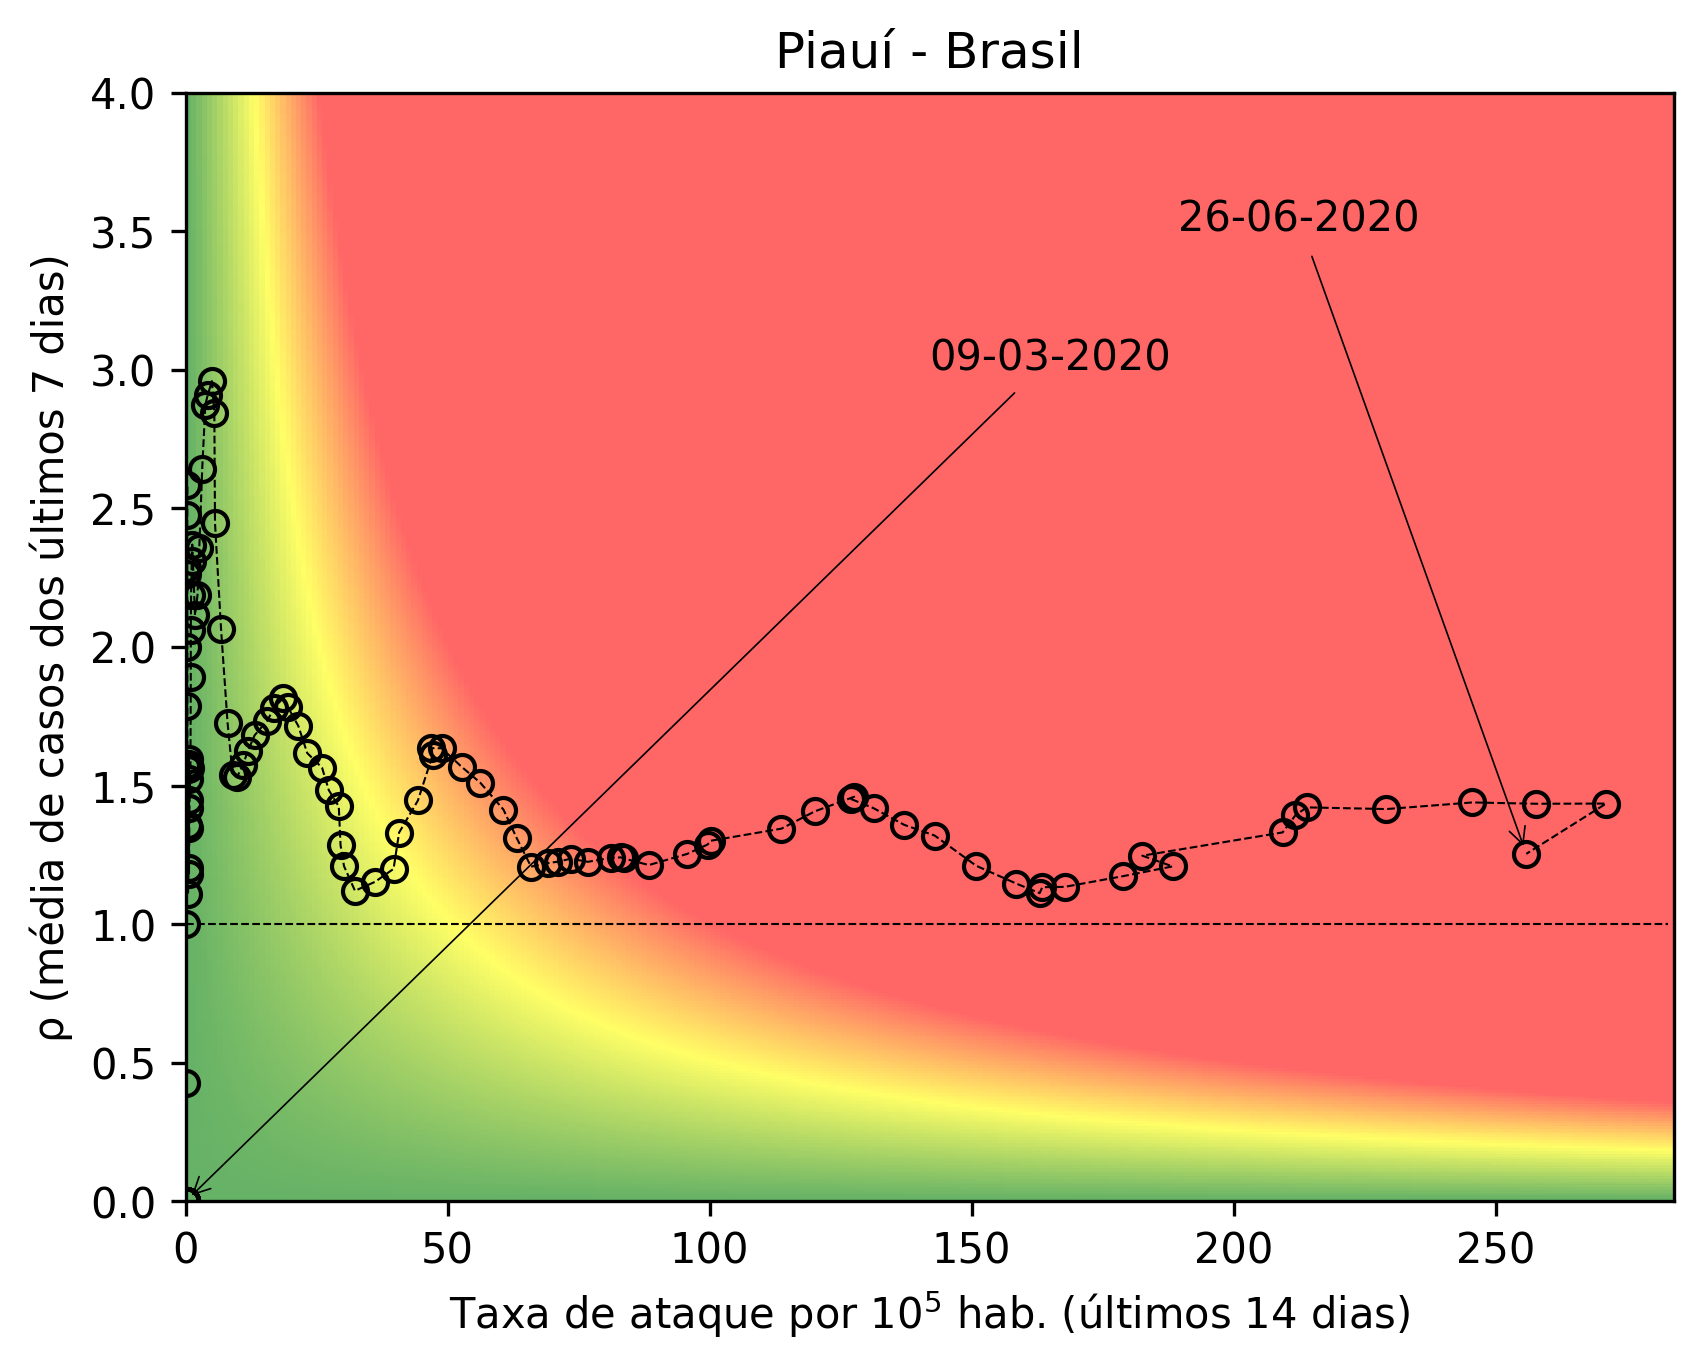 Piauí - Brasil
4.0
3.5
3.0
2.5
2.0
1.5
1.0
0.5
0.0
ρ (média de casos dos últimos 7 dias)
26-06-2020
09-03-2020
0 50 100 150 200 250
Taxa de ataque por 10⁵ hab. (últimos 14 dias)